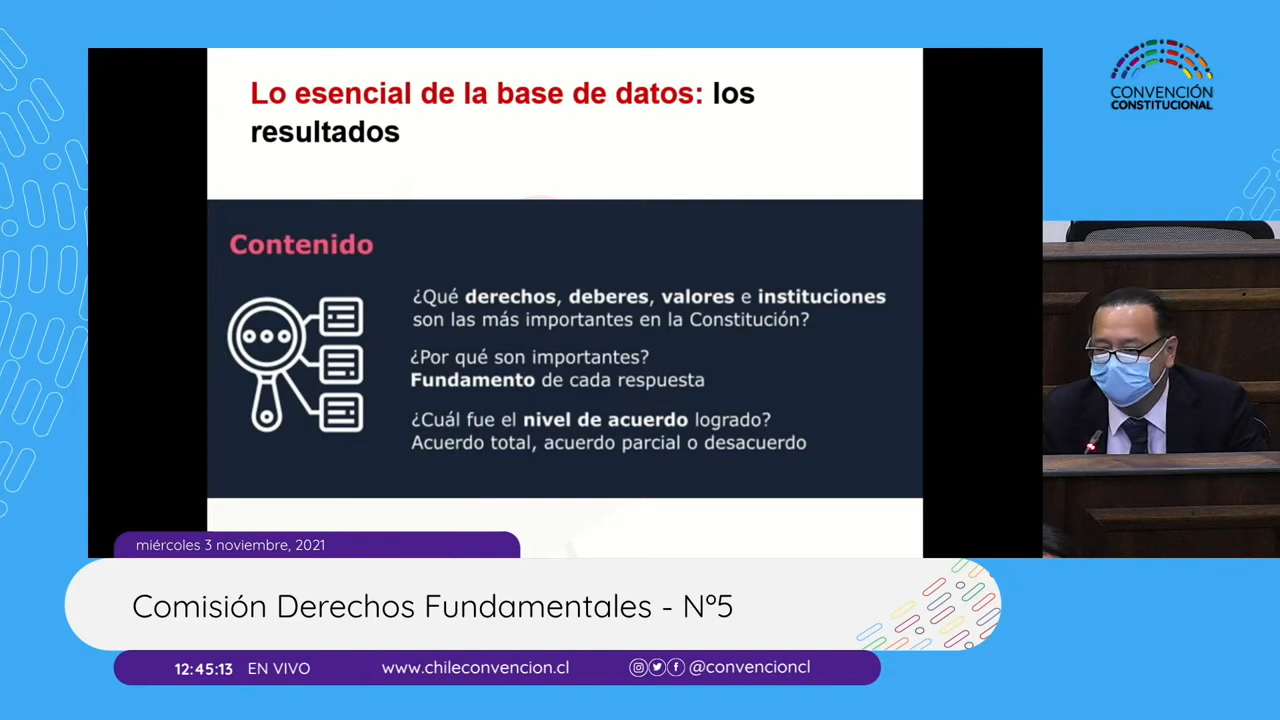 Lo esencial de la base de datos: los
resultados
CONVENCIÓN
CONSTITUCIONAL
Contenido
¿Qué derechos, deberes, valores e instituciones
son las más importantes en la Constitución?
¿Por qué son importantes?
Fundamento de cada respuesta
¿Cuál fue el nivel de acuerdo logrado?
Acuerdo total, acuerdo parcial o desacuerdo
miércoles 3 noviembre, 2021
Comisión Derechos Fundamentales - Nº5
12:45:13 EN VIVO www.chileconvencion.cl @convencioncl